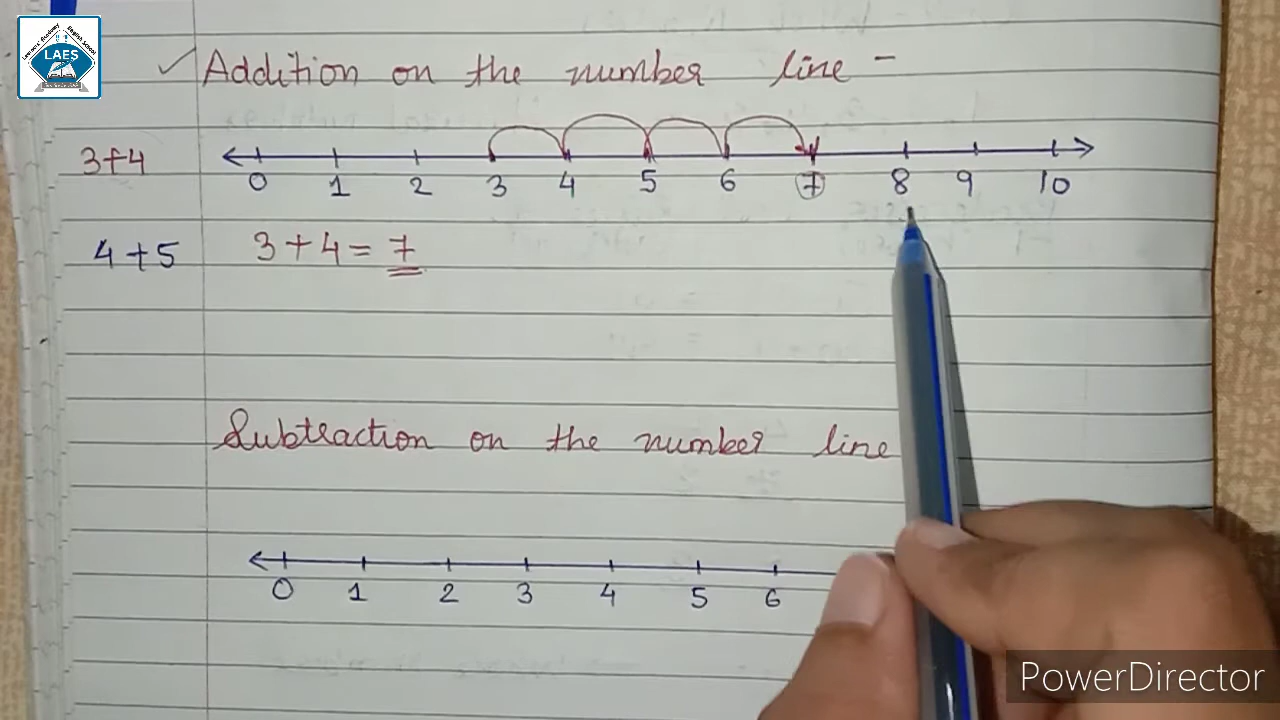 LAES
Addition on the number line -
3+4
0 1 2 3 4 5 6 7 8 9 10
4+5
3+4=7
Subtraction on the number line
0 1 2 3 4 5 6
PowerDirector